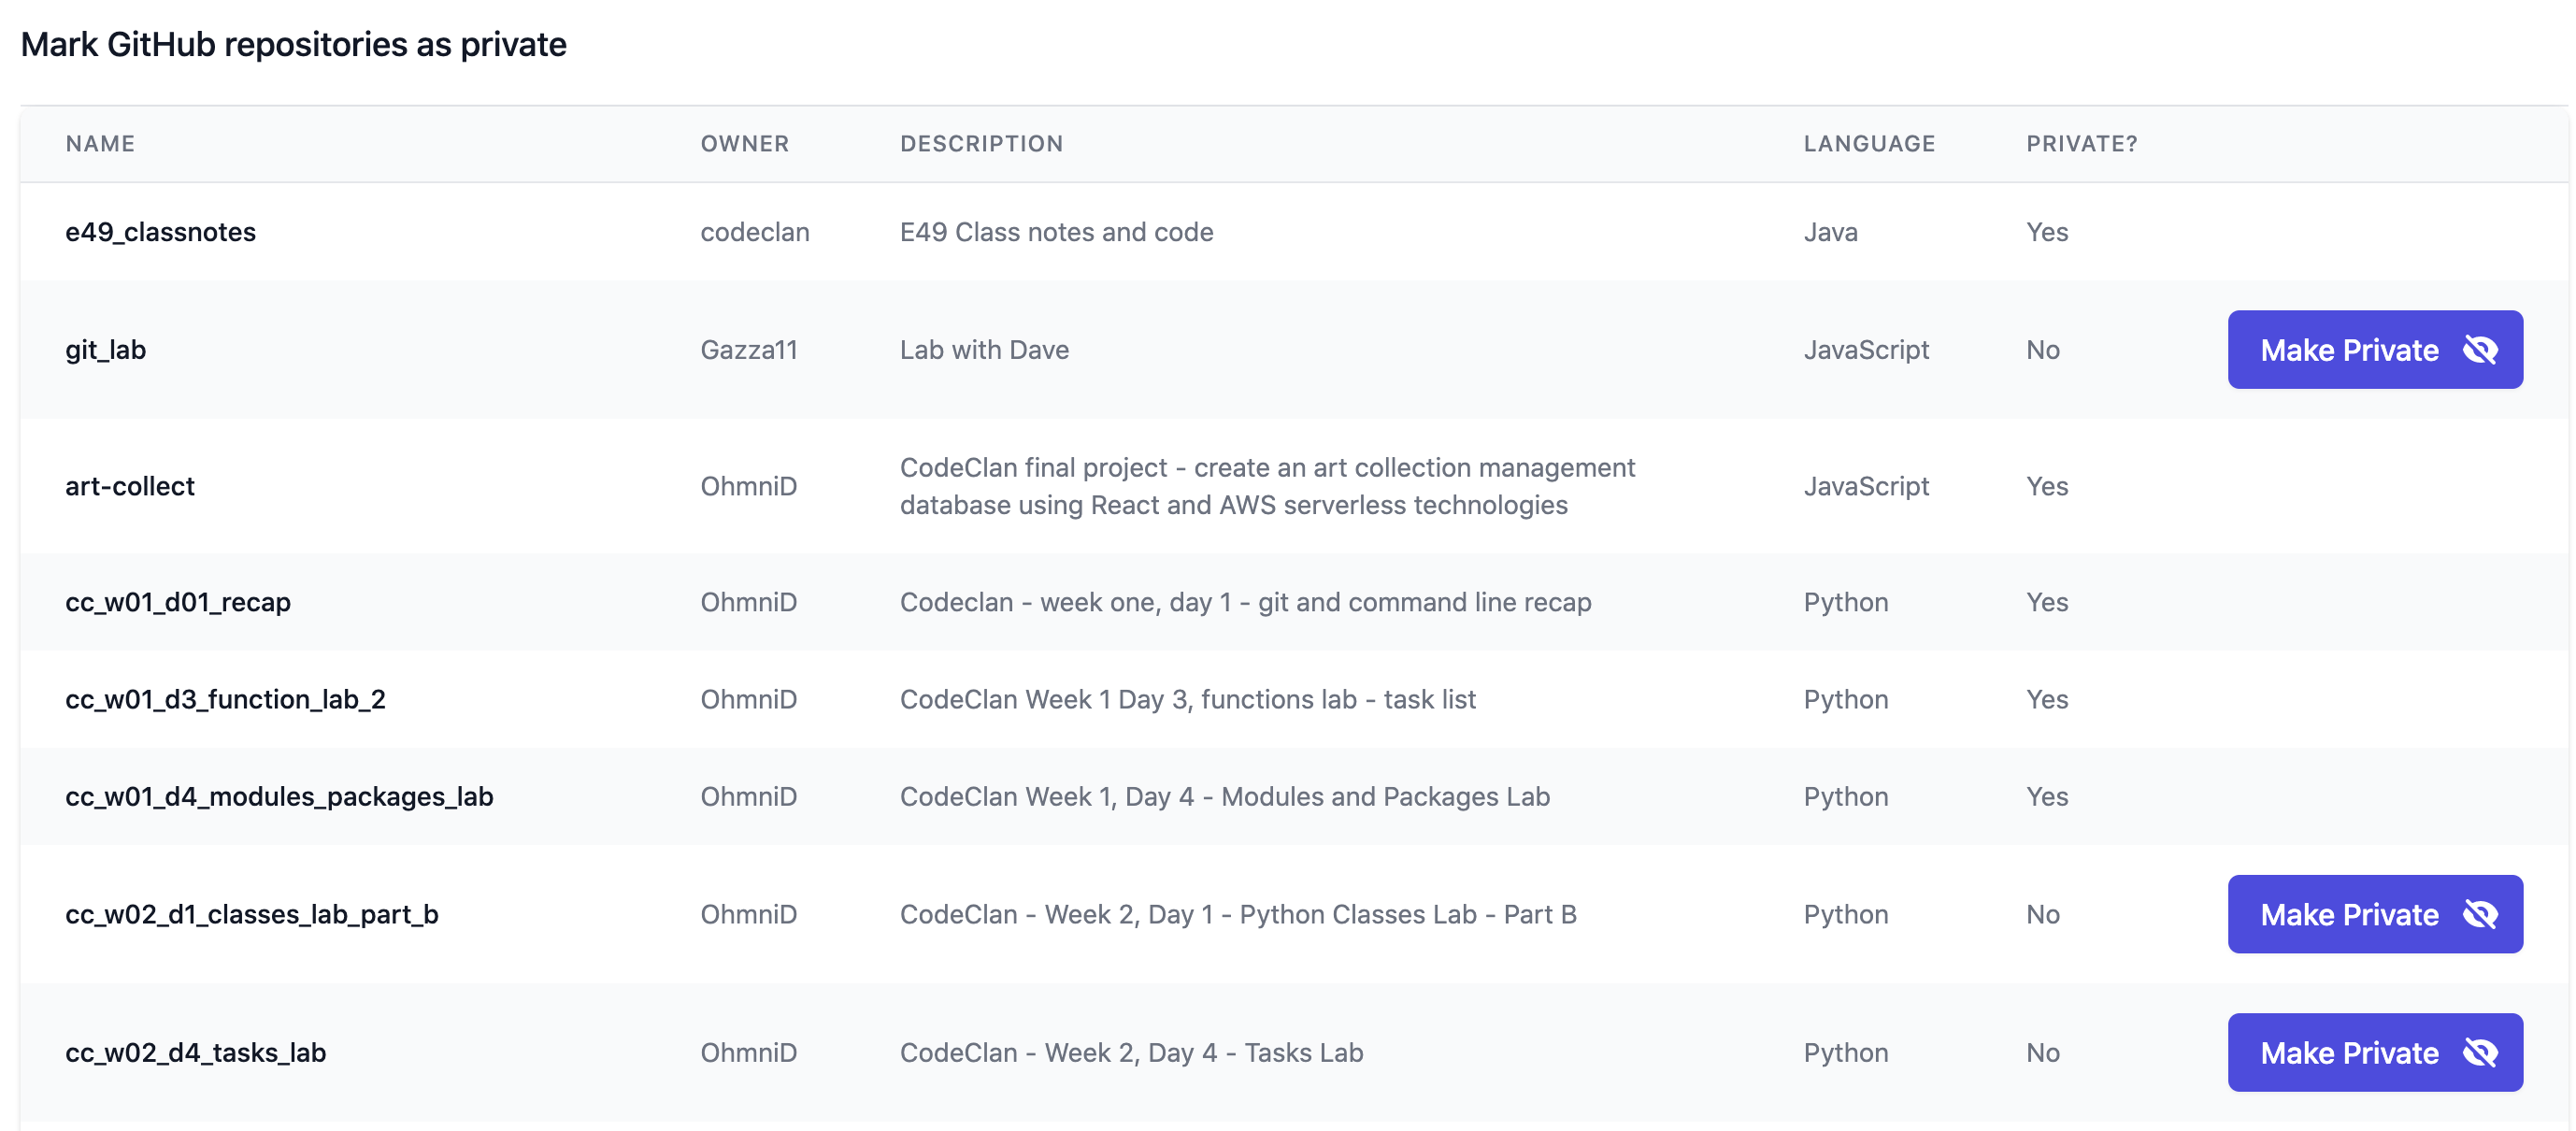 Mark GitHub repositories as private
NAME OWNER DESCRIPTION LANGUAGE PRIVATE?
e49_classnotes codeclan E49 Class notes and code Java Yes
git_lab Gazza11 Lab with Dave JavaScript No Make Private
art-collect OhmniD CodeClan final project - create an art collection management
database using React and AWS serverless technologies JavaScript Yes
cc_w01_d01_recap OhmniD Codeclan - week one, day 1 - git and command line recap Python Yes
cc_w01_d3_function_lab_2 OhmniD CodeClan Week 1 Day 3, functions lab - task list Python Yes
cc_w01_d4_modules_packages_lab OhmniD CodeClan Week 1, Day 4 - Modules and Packages Lab Python Yes
cc_w02_d1_classes_lab_part_b OhmniD CodeClan - Week 2, Day 1 - Python Classes Lab - Part B Python No Make Private
cc_w02_d4_tasks_lab OhmniD CodeClan - Week 2, Day 4 - Tasks Lab Python No Make Private